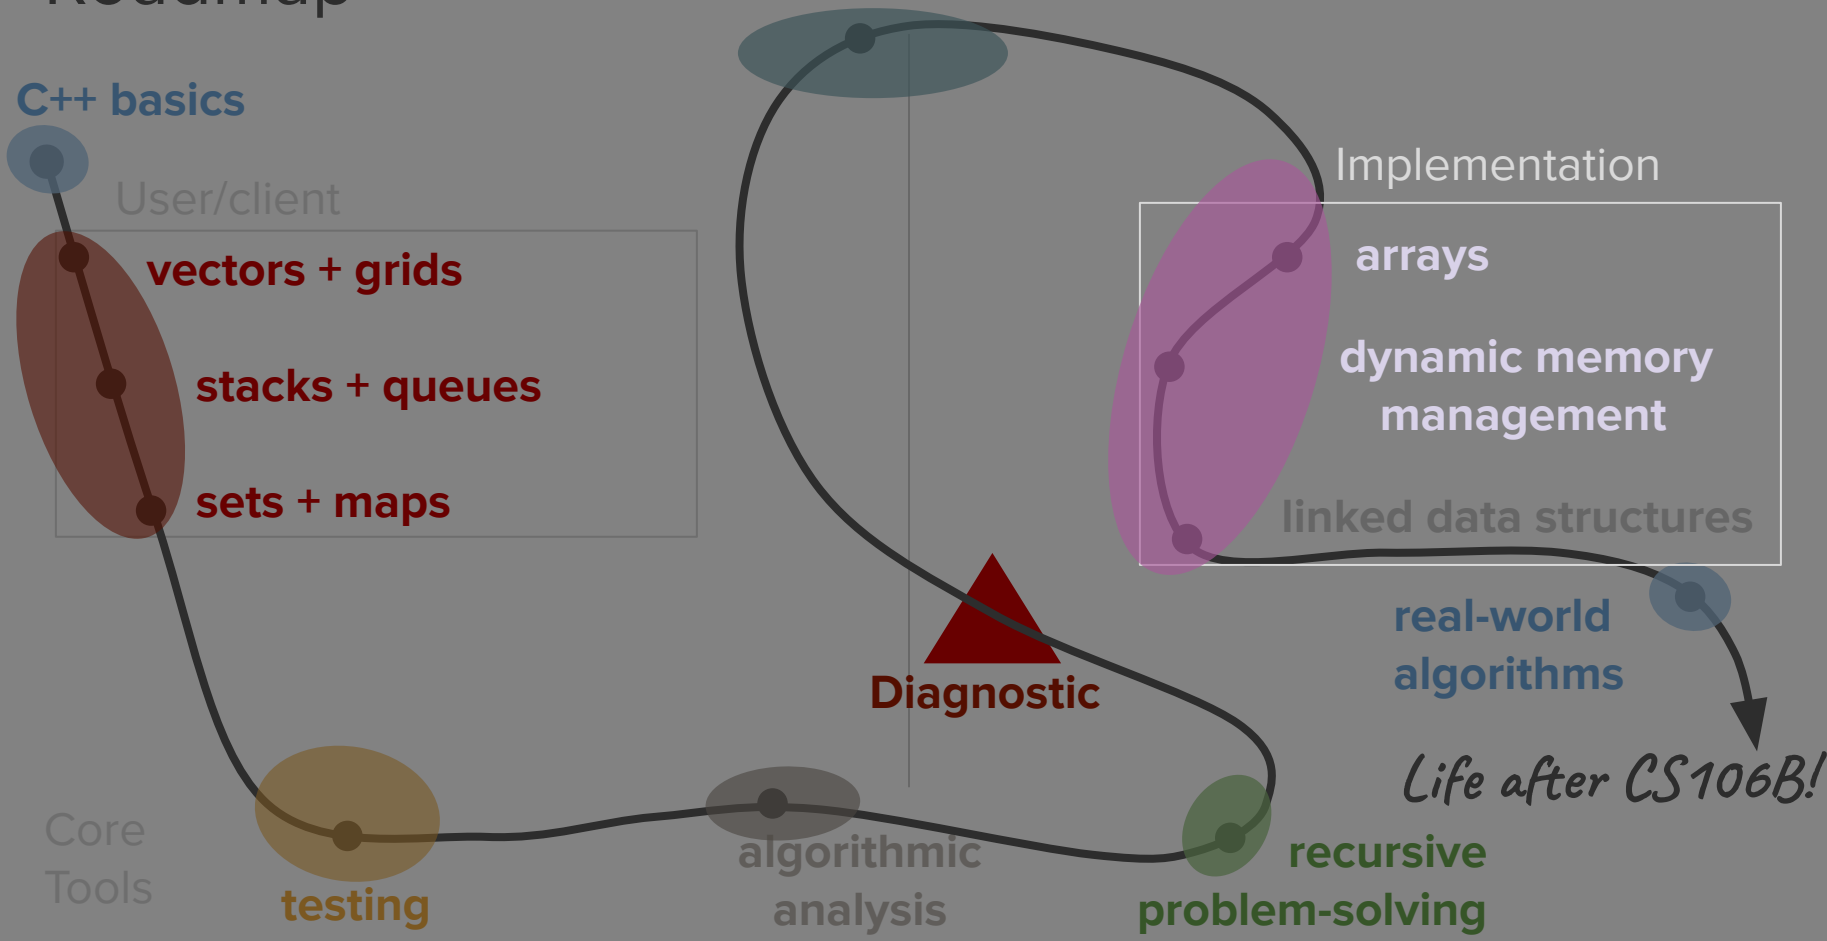 Roadmap
C++ basics
User/client
vectors + grids
stacks + queues
sets + maps
Core
Tools
testing
algorithmic
analysis
recursive
problem-solving
Diagnostic
Implementation
arrays
dynamic memory
management
linked data structures
real-world
algorithms
Life after CS106B!